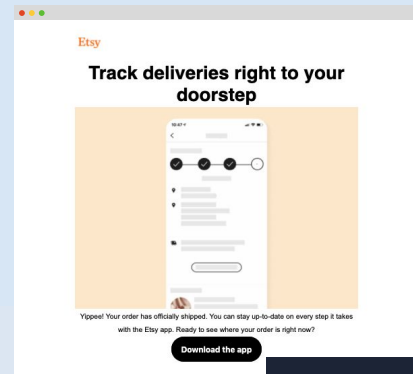 Etsy
Track deliveries right to your
doorstep
10:47
Yippee! Your order has officially shipped. You can stay up-to-date on every step it takes
with the Etsy app. Ready to see where your order is right now?
Download the app